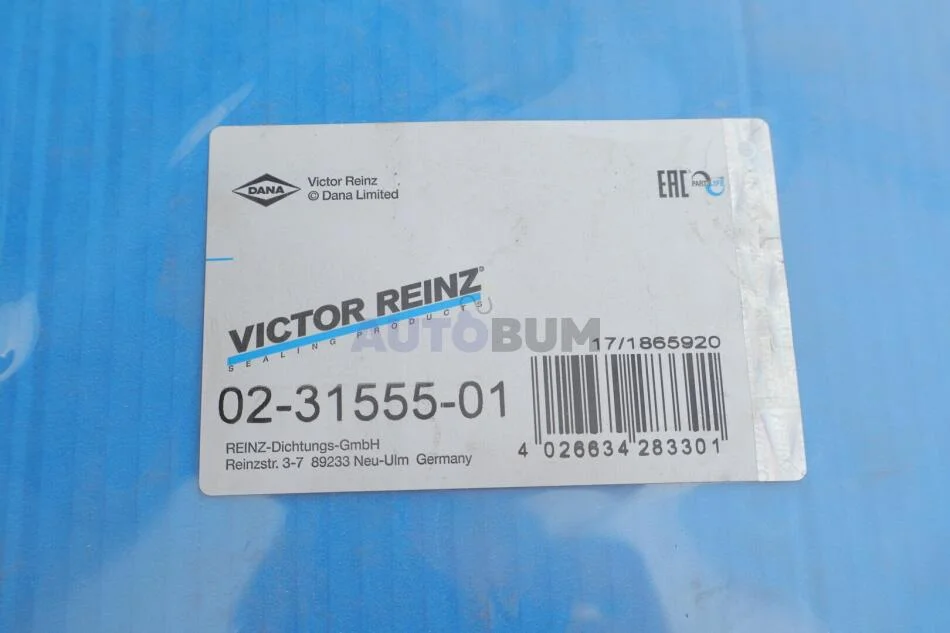 DANA
Victor Reinz
© Dana Limited
EAC
VICTOR REINZ®
SEALING PRODUCTS
AUTOBUM
17/1865920
02-31555-01
4 026634 283301
REINZ-Dichtungs-GmbH
Reinzstr. 3-7 89233 Neu-Ulm Germany